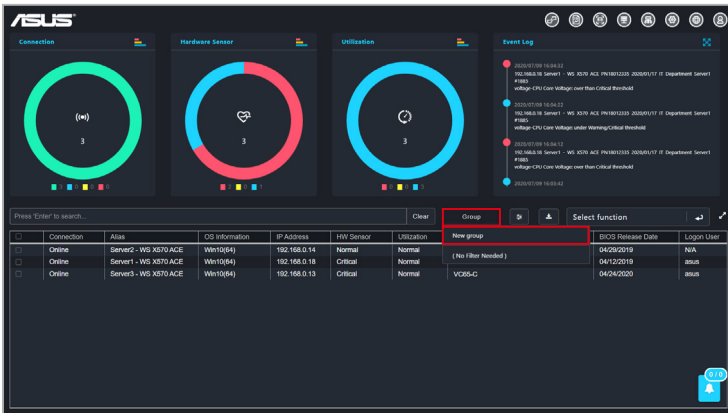 ASUS
Connection
Hardware Sensor
Utilization
Event Log
3
3
3
3 0 0 0
2 0 1
0 0 3
2020/07/09 16:04:32
192.168.0.18 Server1 - WS X570 ACE PN18012335 2020/01/17 IT Department Server1
#1885
voltage-CPU Core Voltage: over than Critical threshold
2020/07/09 16:04:22
192.168.0.18 Server1 - WS X570 ACE PN18012335 2020/01/17 IT Department Server1
#1885
voltage-CPU Core Voltage: under Warning/Critical threshold
2020/07/09 16:04:12
192.168.0.18 Server1 - WS X570 ACE PN18012335 2020/01/17 IT Department Server1
#1885
voltage-CPU Core Voltage: over than Critical threshold
2020/07/09 16:03:42
Press 'Enter' to search...
Clear
Group
Select function
Connection Alias OS Information IP Address HW Sensor Utilization BIOS Release Date Logon User
New group
( No Filter Needed )
Online Server2 - WS X570 ACE Win10(64) 192.168.0.14 Normal Normal 04/29/2019 N/A
Online Server1 - WS X570 ACE Win10(64) 192.168.0.18 Critical Normal 04/12/2019 asus
Online Server3 - WS X570 ACE Win10(64) 192.168.0.13 Critical Normal VC65-C 04/24/2020 asus
0/0